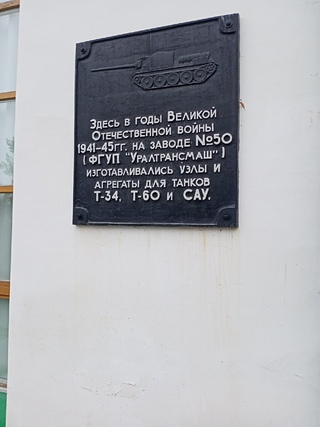 Здесь в годы Великой
Отечественной войны
1941-45гг. на заводе №50
(ФГУП "Уралтрансмаш")
изготавливались узлы и
агрегаты для танков
Т-34, Т-60 и САУ.